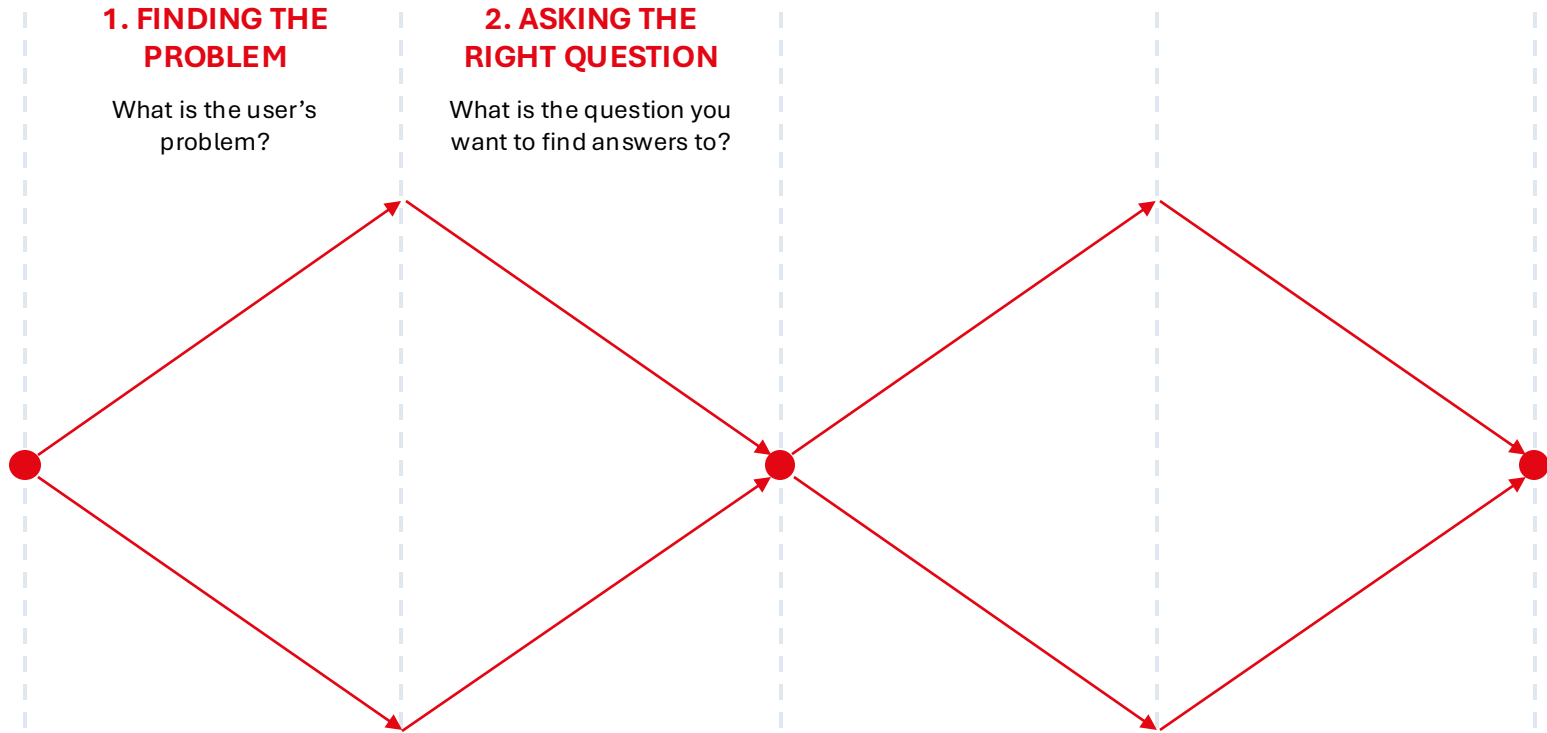 1. FINDING THE
PROBLEM
What is the user’s
problem?
2. ASKING THE
RIGHT QUESTION
What is the question you
want to find answers to?